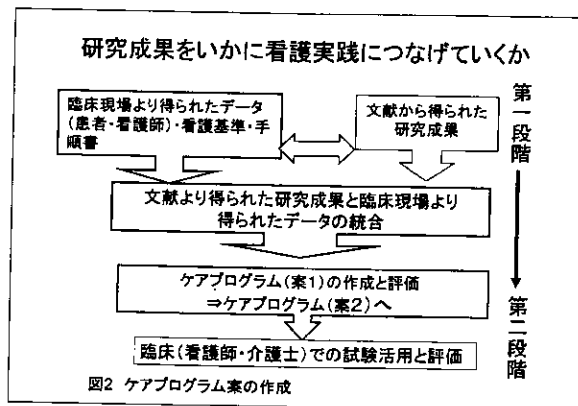 研究成果をいかに看護実践につなげていくか
臨床現場より得られたデータ
(患者・看護師)・看護基準・手
順書
文献から得られた
研究成果
文献より得られた研究成果と臨床現場より
得られたデータの統合
ケアプログラム(案1)の作成と評価
⇒ケアプログラム(案2)へ
臨床(看護師・介護士)での試験活用と評価
第一段階
第二段階
図2 ケアプログラム案の作成